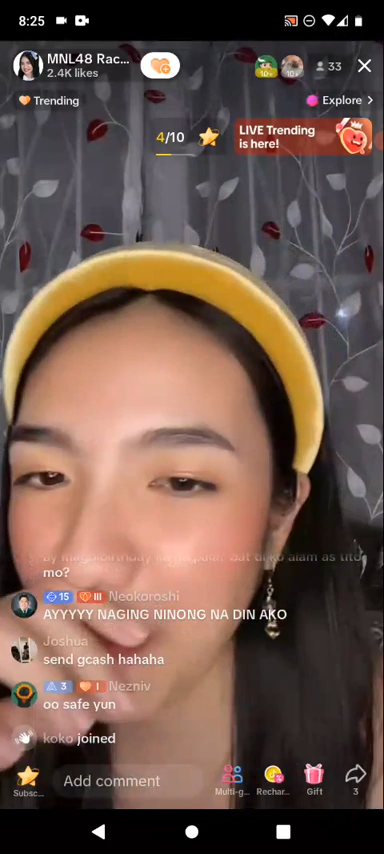 8:25
MNL48 Rac...
2.4K likes
10+
10+
33
Trending
Explore >
4/10
LIVE Trending
is here!
mo?
15 III Neokoroshi
AYYYYY NAGING NINONG NA DIN AKO
Joshua
send gcash hahaha
3 I Nezniv
oo safe yun
koko joined
Add comment
Subsc...
Multi-g...
Rechar...
Gift
3